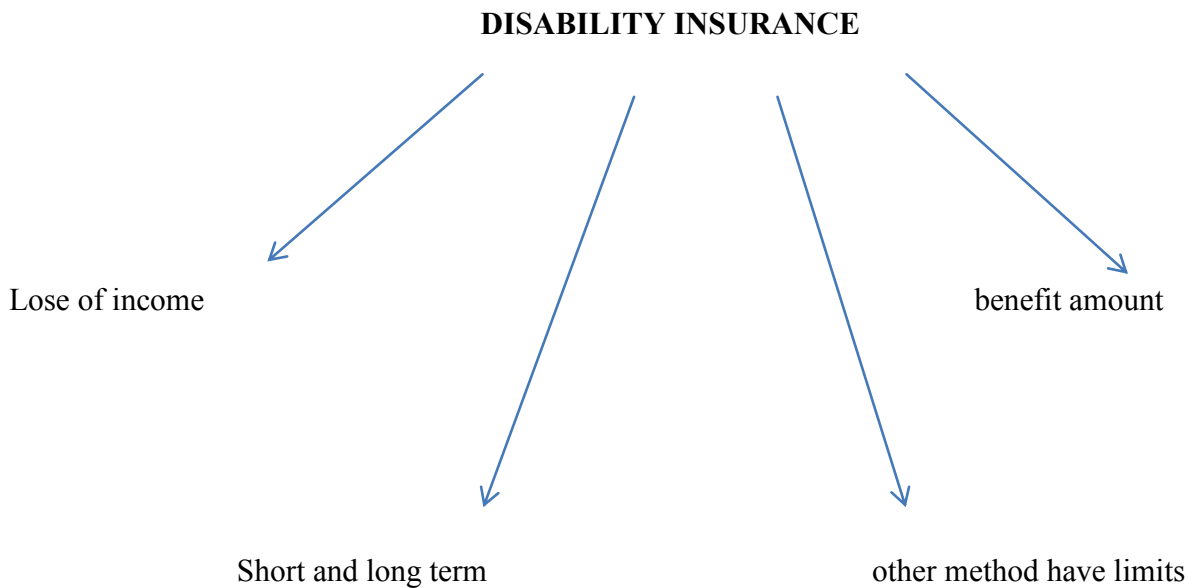 DISABILITY INSURANCE
Lose of income
benefit amount
Short and long term
other method have limits